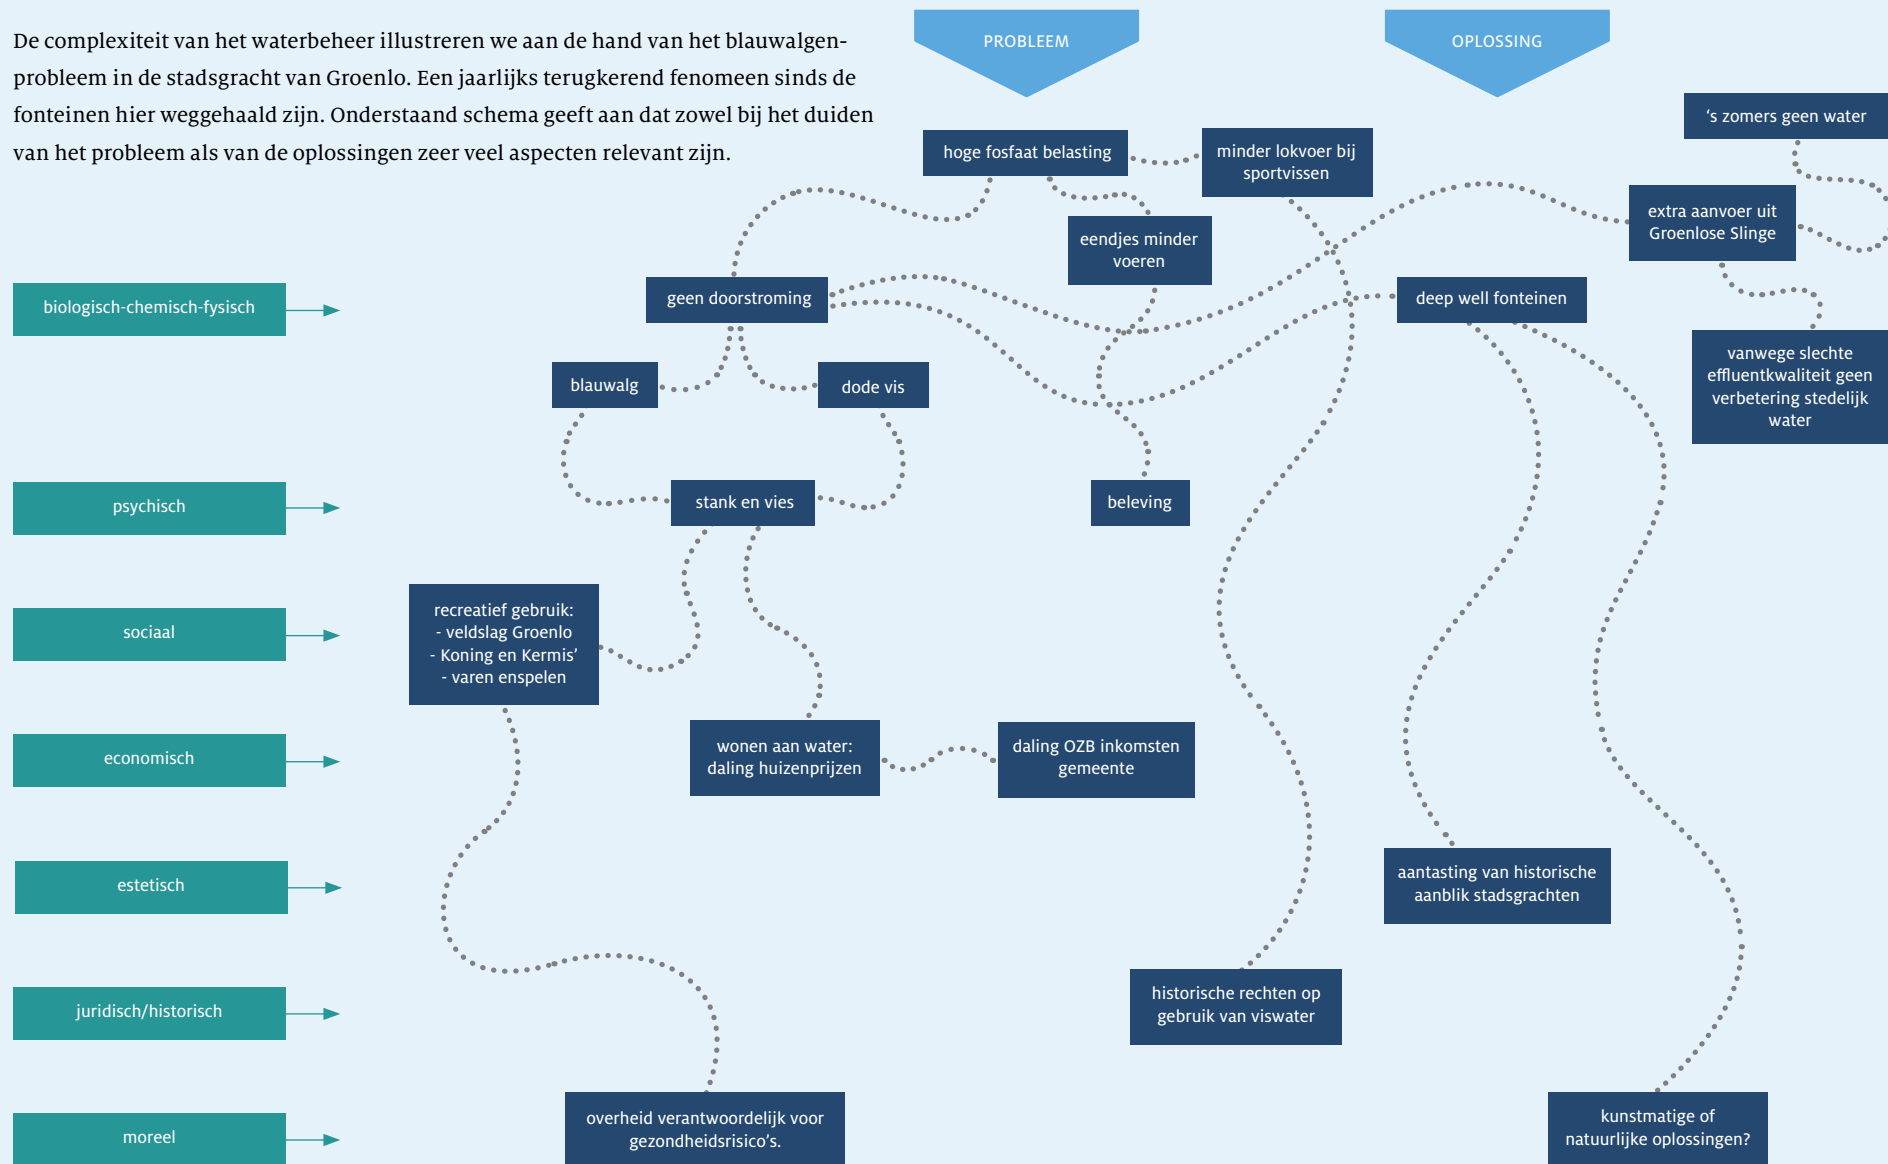 De complexiteit van het waterbeheer illustreren we aan de hand van het blauwalgen-
probleem in de stadsgracht van Groenlo. Een jaarlijks terugkerend fenomeen sinds de
fonteinen hier weggehaald zijn. Onderstaand schema geeft aan dat zowel bij het duiden
van het probleem als van de oplossingen zeer veel aspecten relevant zijn.
PROBLEEM
OPLOSSING
's zomers geen water
hoge fosfaat belasting
minder lokvoer bij
sportvissen
extra aanvoer uit
Groenlose Slinge
eendjes minder
voeren
biologisch-chemisch-fysisch
geen doorstroming
deep well fonteinen
vanwege slechte
effluentkwaliteit geen
verbetering stedelijk
water
blauwalg
dode vis
psychisch
stank en vies
beleving
sociaal
recreatief gebruik:
- veldslag Groenlo
- Koning en Kermis'
- varen enspelen
economisch
wonen aan water:
daling huizenprijzen
daling OZB inkomsten
gemeente
estetisch
aantasting van historische
aanblik stadsgrachten
juridisch/historisch
historische rechten op
gebruik van viswater
moreel
overheid verantwoordelijk voor
gezondheidsrisico's.
kunstmatige of
natuurlijke oplossingen?